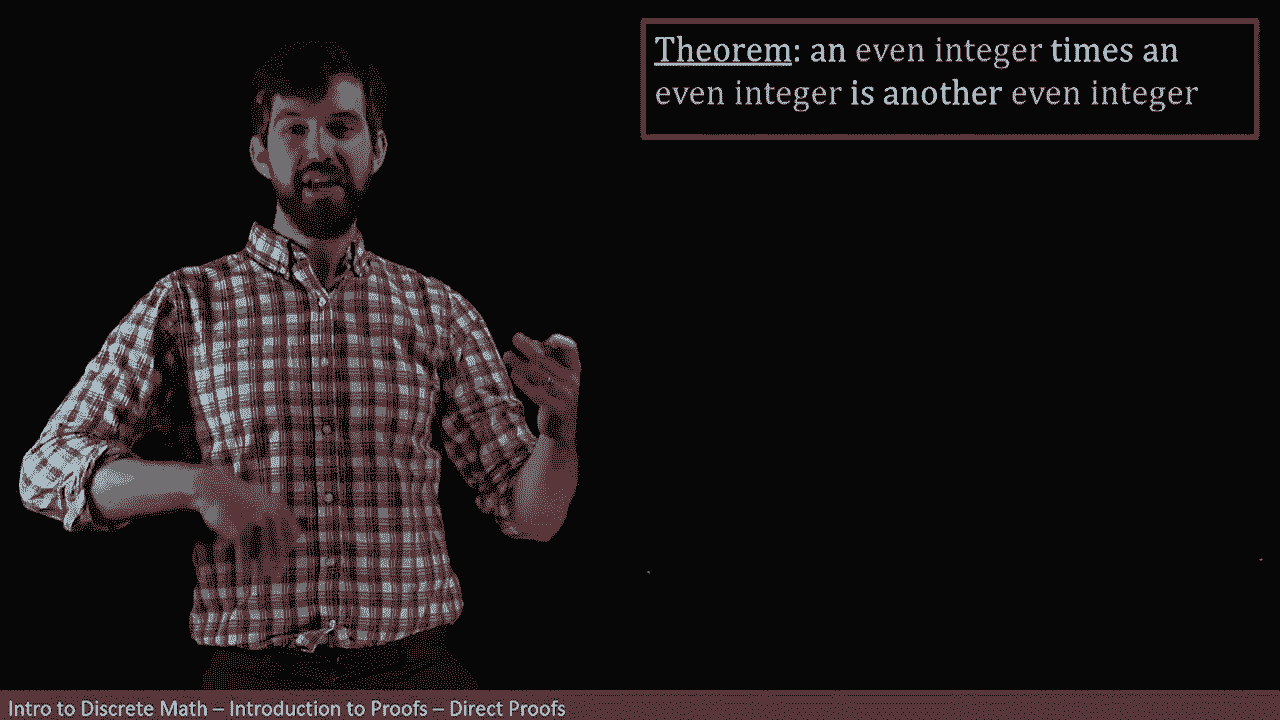 Theorem: an even integer times an
even integer is another even integer
Intro to Discrete Math – Introduction to Proofs – Direct Proofs